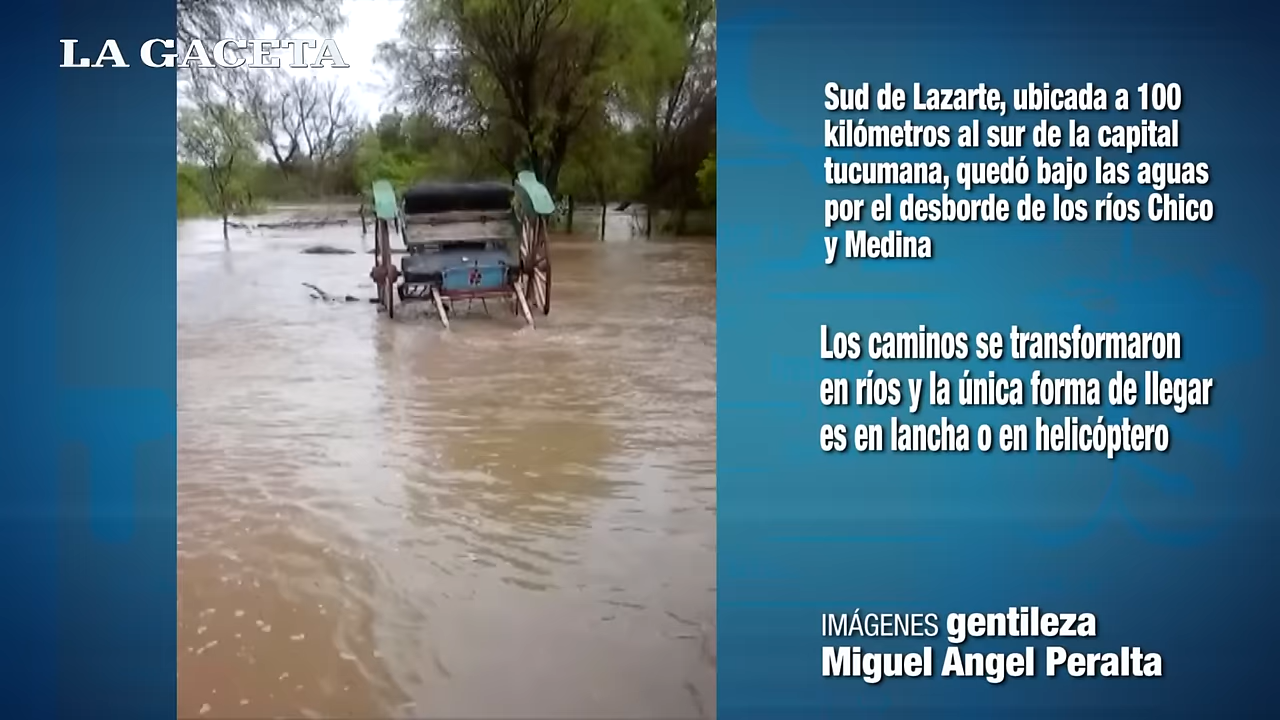 LA GACETA
Sud de Lazarte, ubicada a 100
kilómetros al sur de la capital
tucumana, quedó bajo las aguas
por el desborde de los ríos Chico
y Medina
Los caminos se transformaron
en ríos y la única forma de llegar
es en lancha o en helicóptero
IMÁGENES gentileza
Miguel Angel Peralta